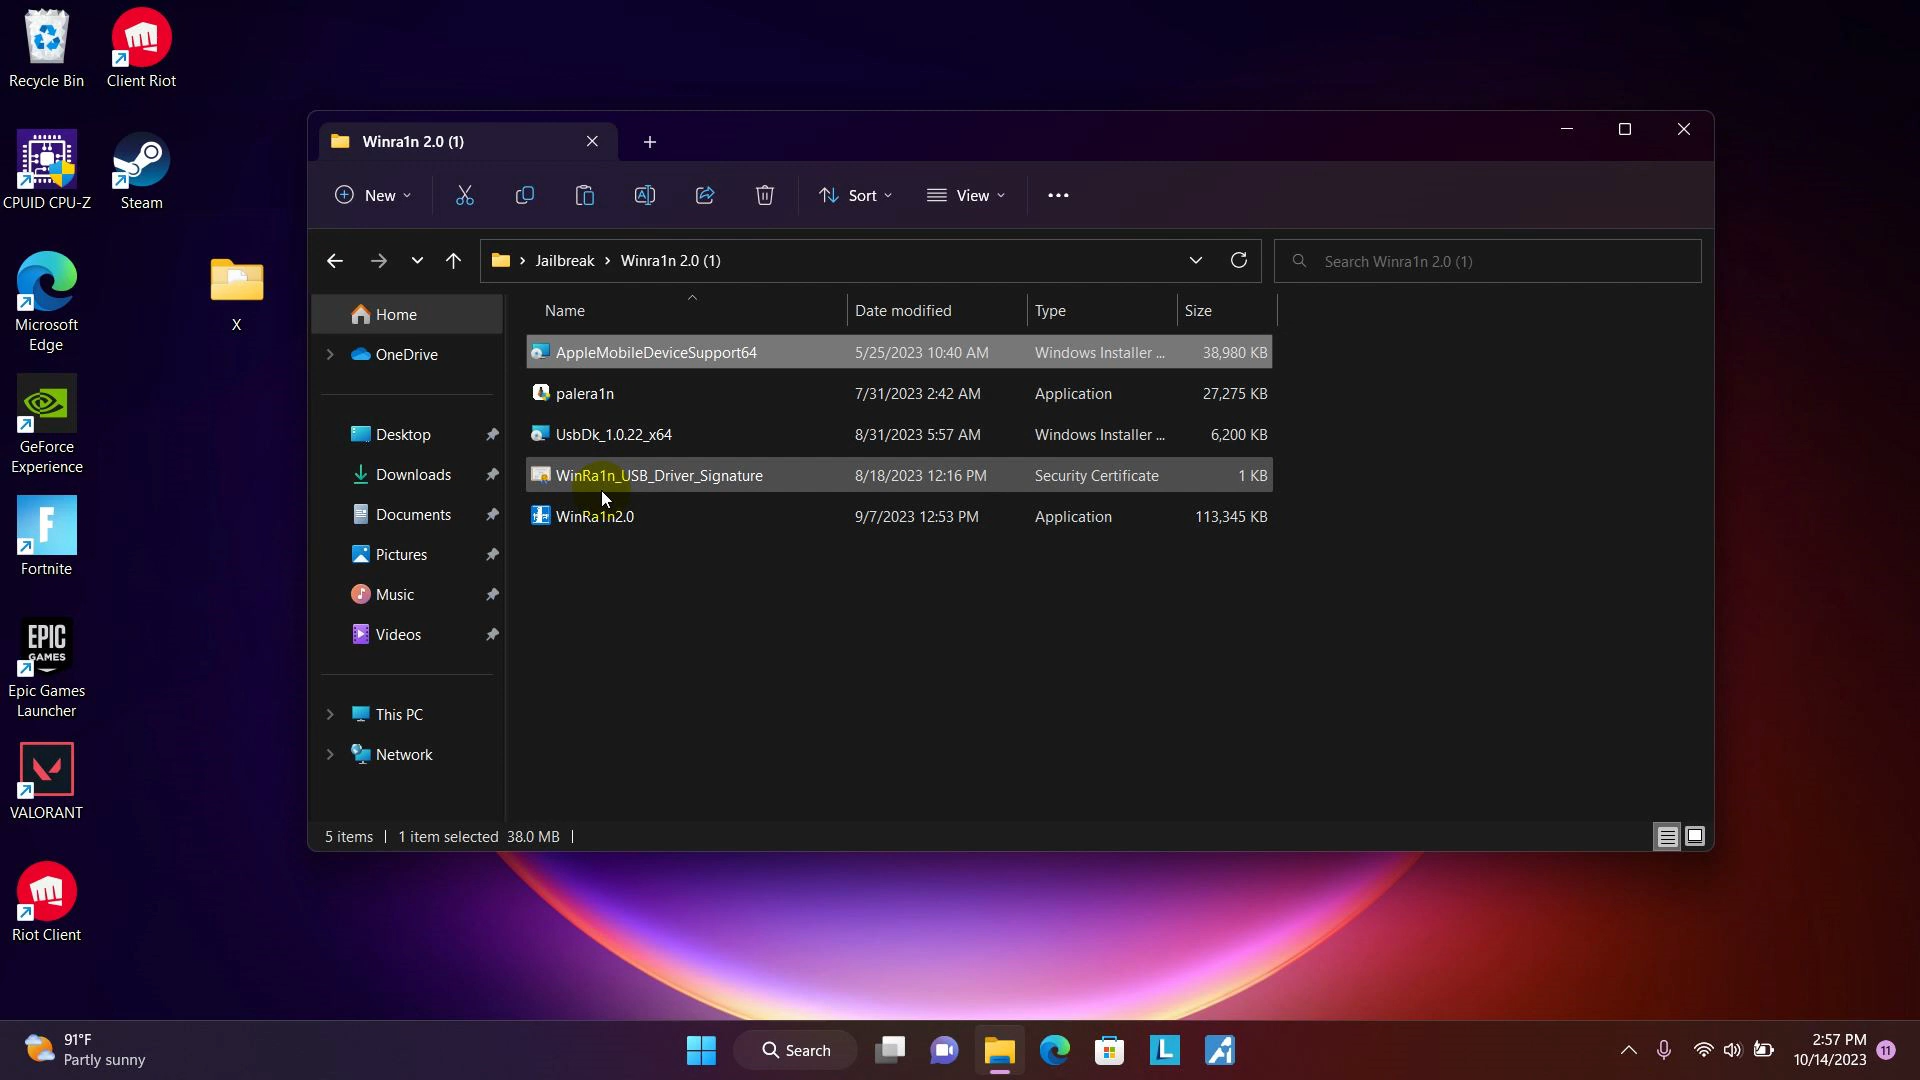 Recycle Bin
Client Riot
CPUID CPU-Z
Steam
Microsoft
Edge
X
GeForce
Experience
Fortnite
EPIC
GAMES
Epic Games
Launcher
VALORANT
Riot Client
Winra1n 2.0 (1)
New
Sort
View
Jailbreak
Winra1n 2.0 (1)
Search Winra1n 2.0 (1)
Home
OneDrive
Desktop
Downloads
Documents
Pictures
Music
Videos
This PC
Network
Name Date modified Type Size
AppleMobileDeviceSupport64 5/25/2023 10:40 AM Windows Installer ... 38,980 KB
palera1n 7/31/2023 2:42 AM Application 27,275 KB
UsbDk_1.0.22_x64 8/31/2023 5:57 AM Windows Installer ... 6,200 KB
WinRa1n_USB_Driver_Signature 8/18/2023 12:16 PM Security Certificate 1 KB
WinRa1n2.0 9/7/2023 12:53 PM Application 113,345 KB
5 items 1 item selected 38.0 MB
91°F
Partly sunny
Search
L
2:57 PM
10/14/2023
11